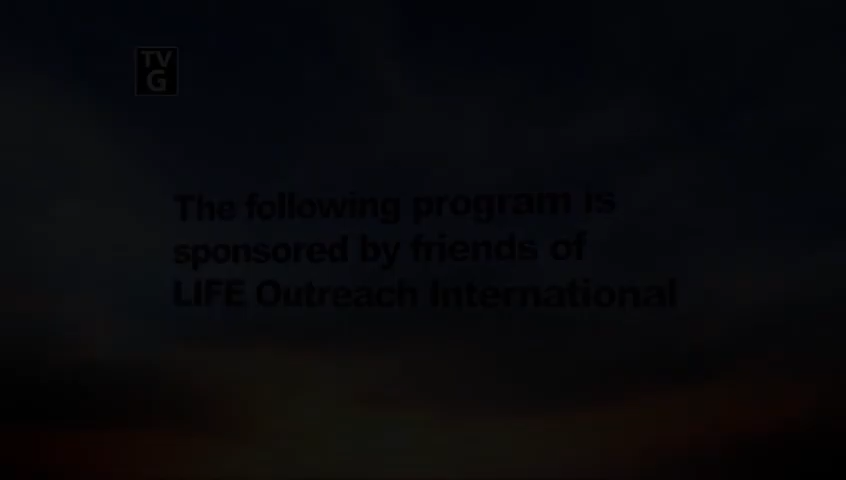 TV
G
The following program is
sponsored by friends of
LIFE Outreach International